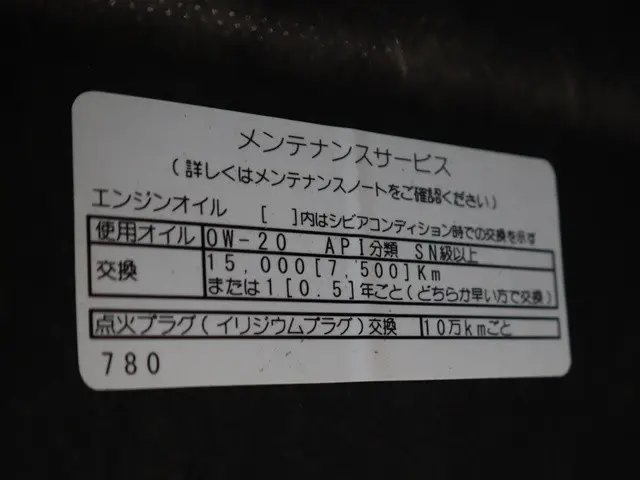 メンテナンスサービス
(詳しくはメンテナンスノートをご確認ください)
エンジンオイル [ ]内はシビアコンディション時での交換を示す
使用オイル 0W-20 API分類 SN級以上
交換 15,000[7,500]Km
または1[0.5]年ごと(どちらか早い方で交換)
点火プラグ(イリジウムプラグ)交換 10万kmごと
780